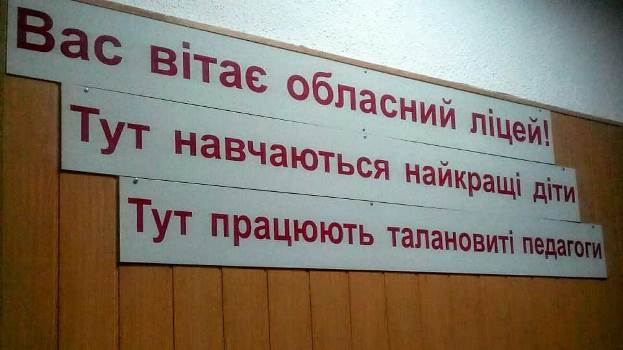 Вас вітає обласний ліцей!
Тут навчаються найкращі діти
Тут працюють талановиті педагоги